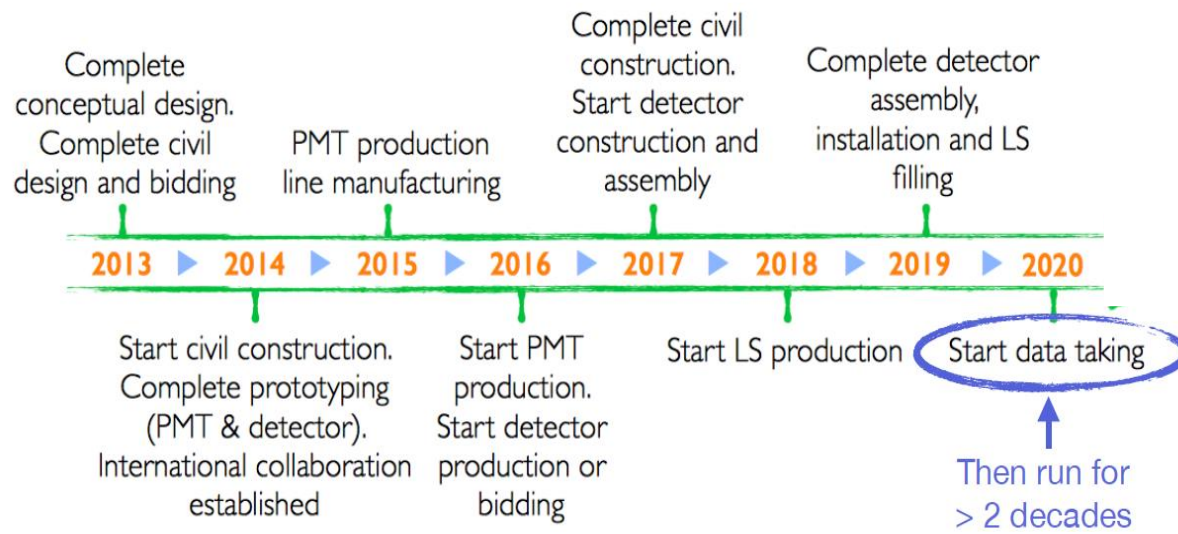 Complete
conceptual design.
Complete civil
design and bidding
PMT production
line manufacturing
Complete civil
construction.
Start detector
construction and
assembly
Complete detector
assembly,
installation and LS
filling
2013 2014 2015 2016 2017 2018 2019 2020
Start civil construction.
Complete prototyping
(PMT & detector).
International collaboration
established
Start PMT
production.
Start detector
production or
bidding
Start LS production
Start data taking
Then run for
> 2 decades